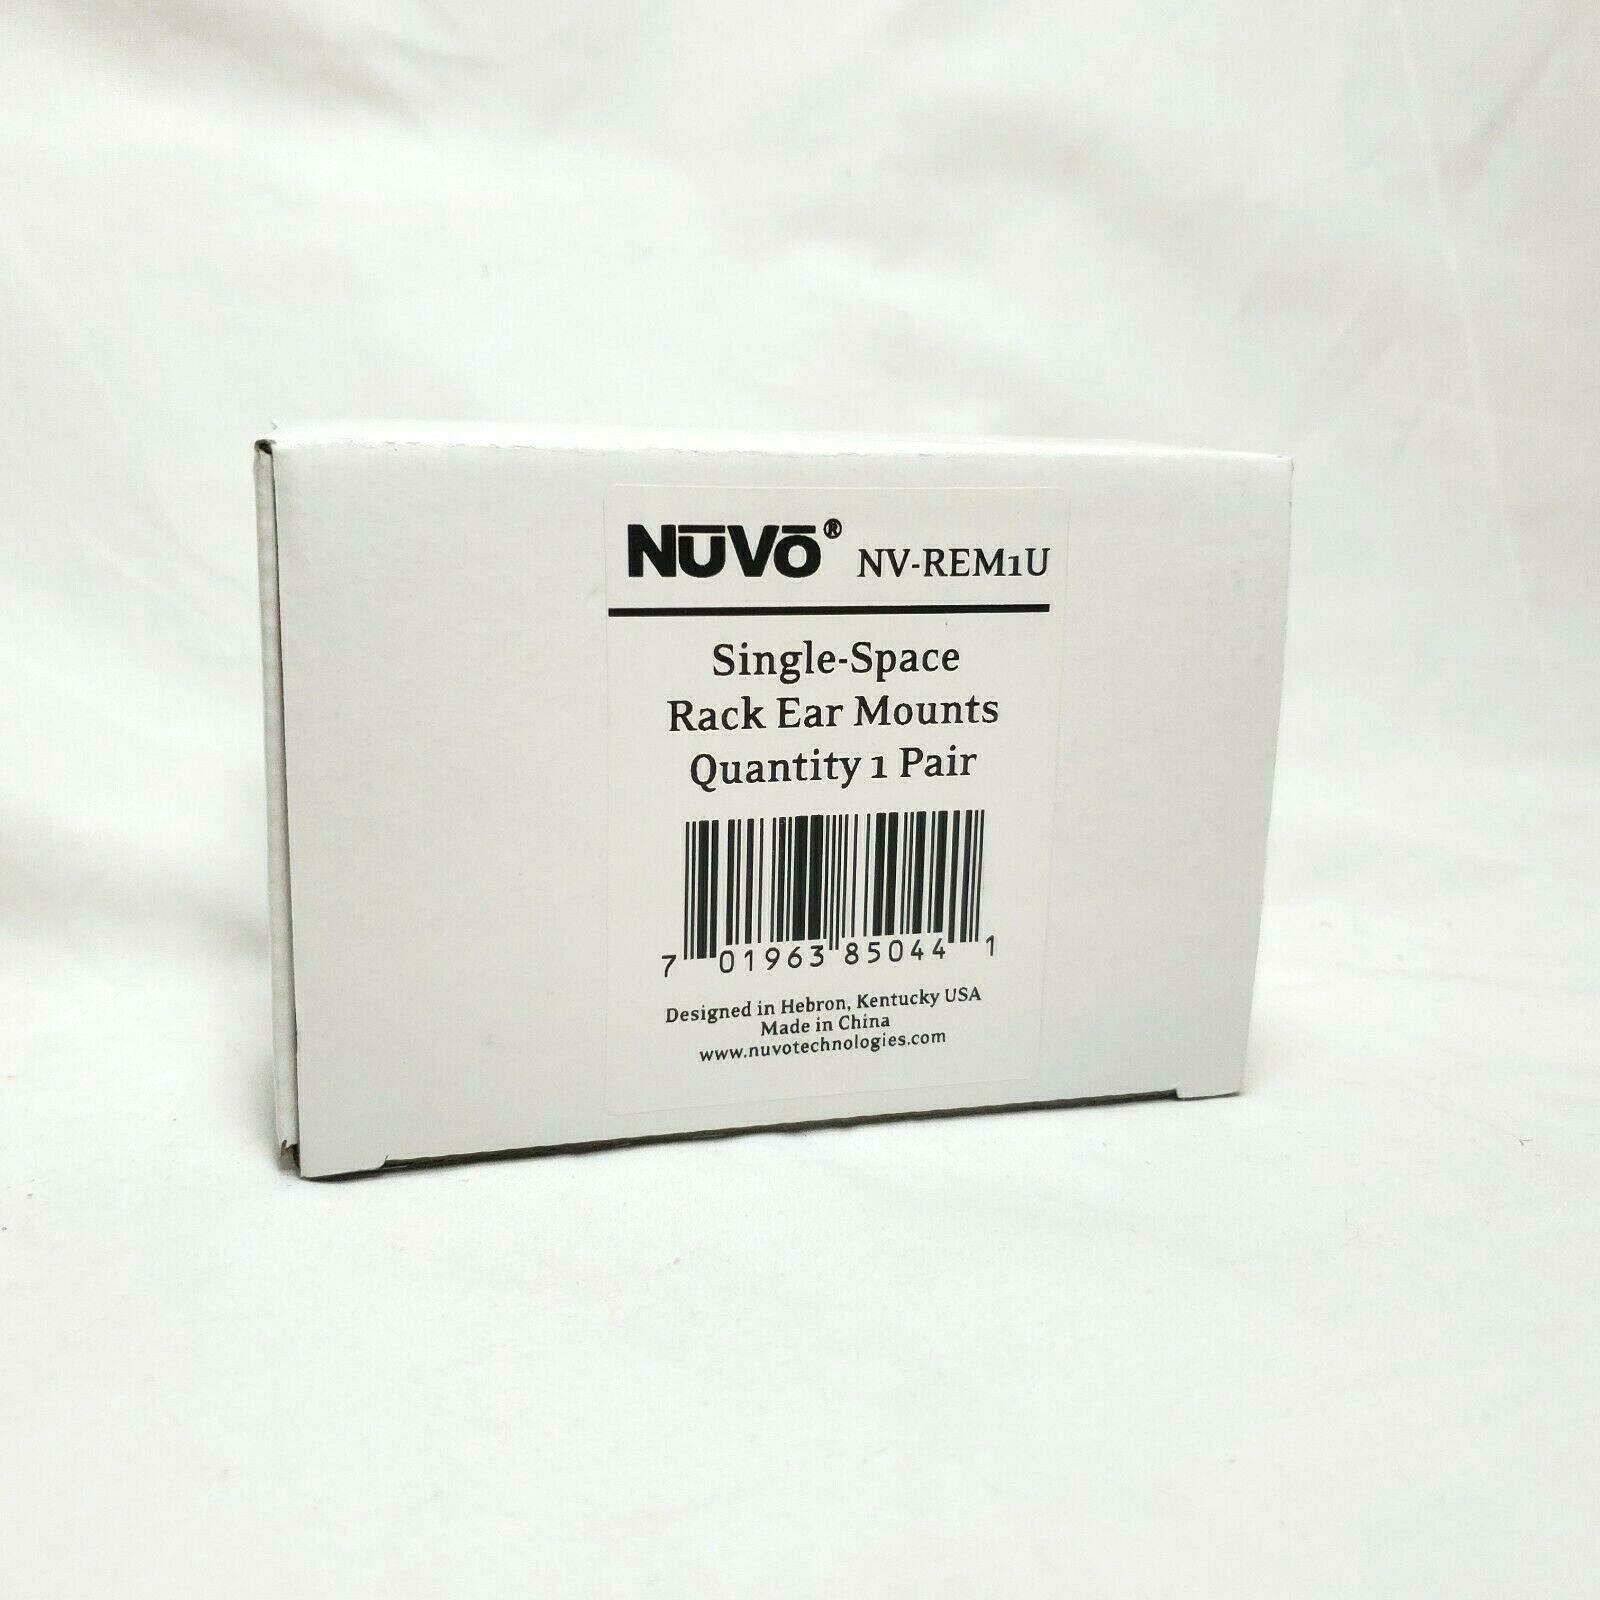 NūVō® NV-REM1U
Single-Space
Rack Ear Mounts
Quantity 1 Pair
7 01963 85044 1
Designed in Hebron, Kentucky USA
Made in China
www.nuvotechnologies.com